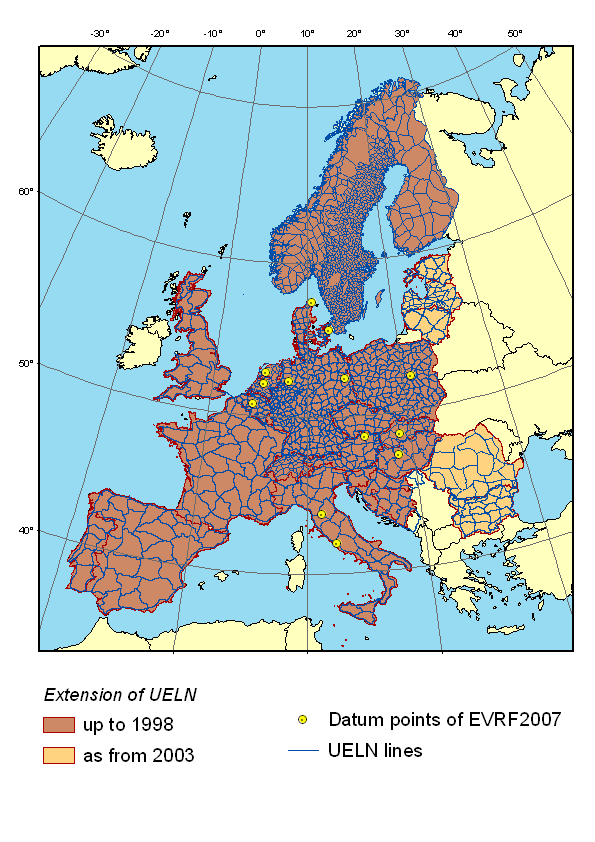 -30° -20° -10° 0° 10° 20° 30° 40° 50°
60°
50°
40°
Extension of UELN
up to 1998
as from 2003
Datum points of EVRF2007
UELN lines